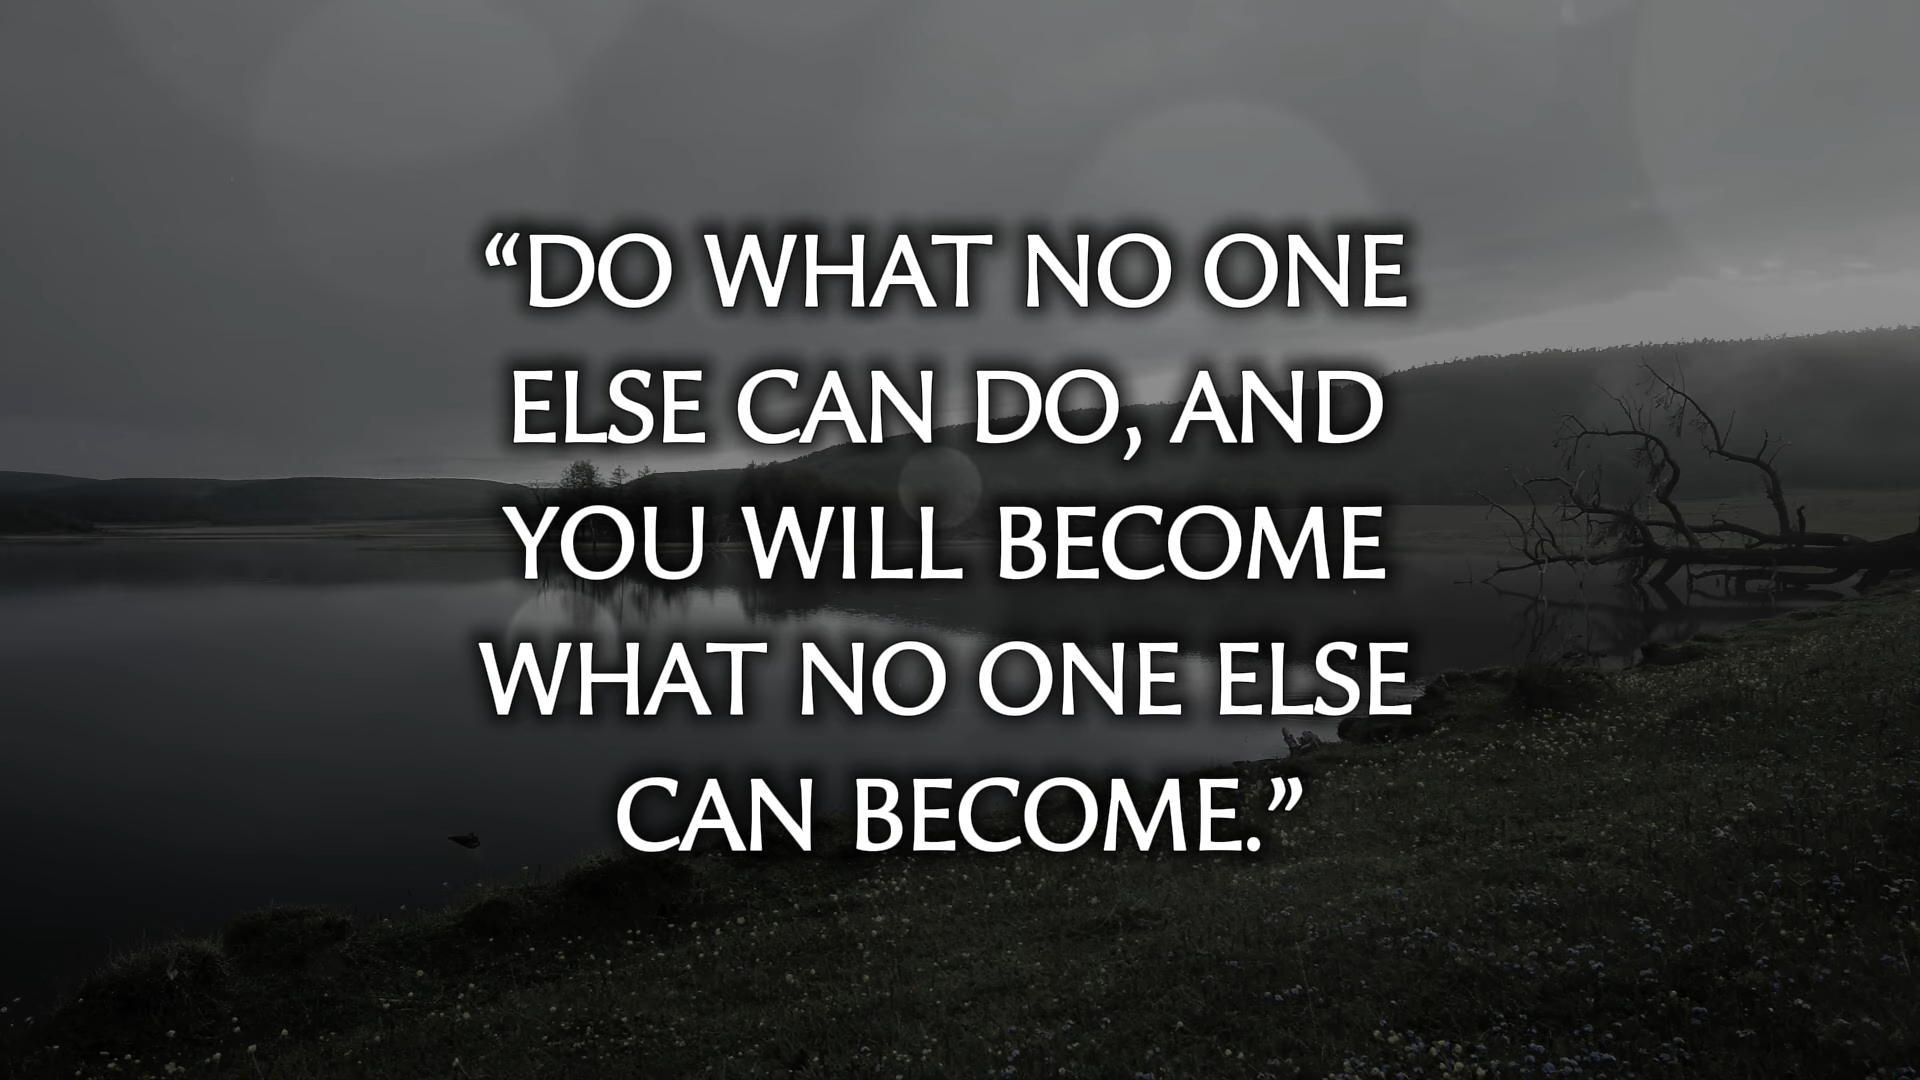 “DO WHAT NO ONE
ELSE CAN DO, AND
YOU WILL BECOME
WHAT NO ONE ELSE
CAN BECOME.”